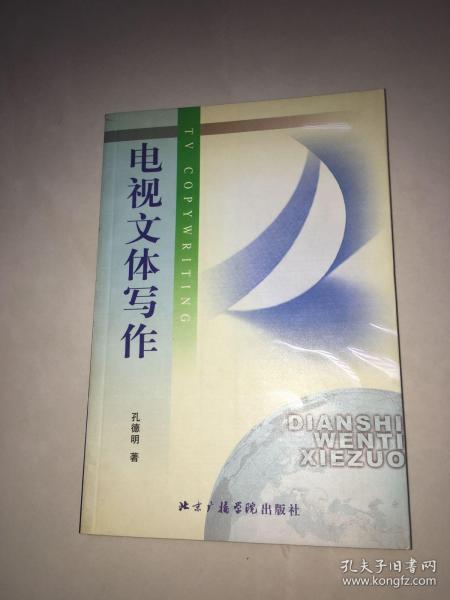 电视文体写作
TV COPYWRITING
孔德明 著
DIANSHI
WENTI
XIEZUO
北京广播学院出版社
孔夫子旧书网
www.kongfz.com